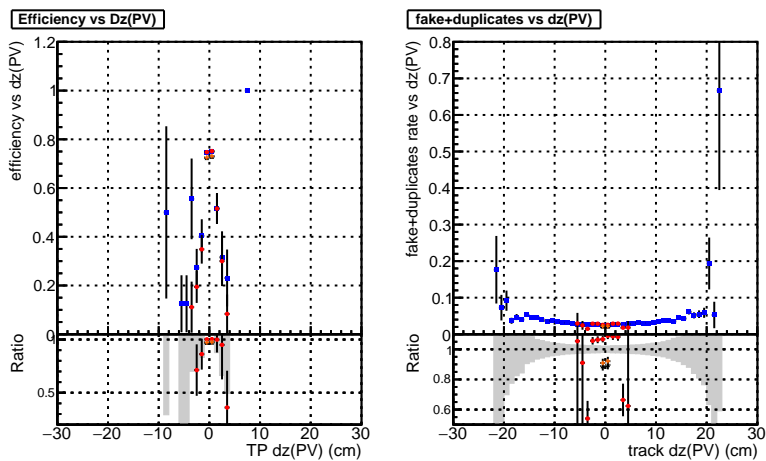 Efficiency vs Dz(PV)
efficiency vs dz(PV)
1.2
1
0.8
0.6
0.4
0.2
0
Ratio
1
0.5
−30 −20 −10 0 10 20 30
TP dz(PV) (cm)
fake+duplicates vs dz(PV)
fake+duplicates rate vs dz(PV)
0.8
0.7
0.6
0.5
0.4
0.3
0.2
0.1
0
Ratio
1
0.8
0.6
−30 −20 −10 0 10 20 30
track dz(PV) (cm)